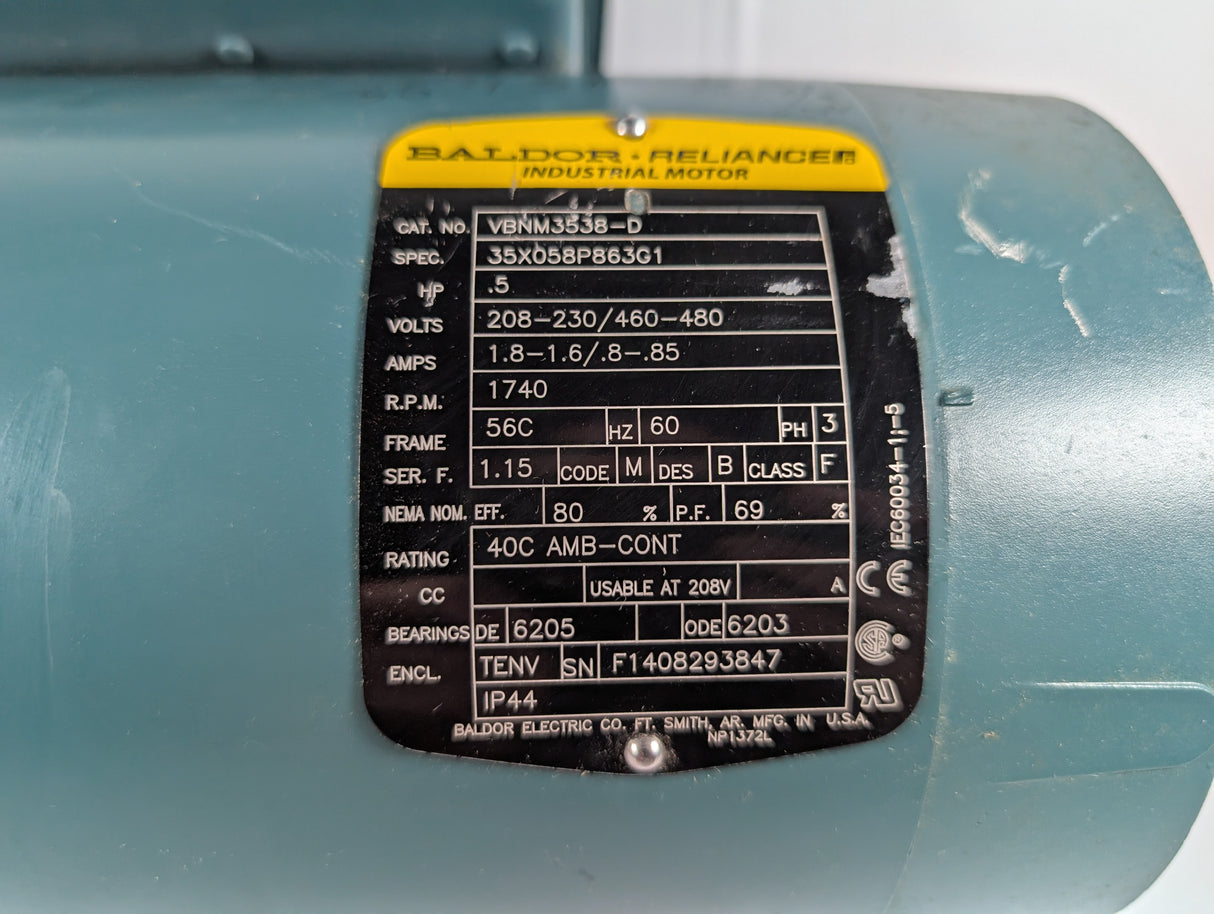 BALDOR · RELIANCE
INDUSTRIAL MOTOR
CAT. NO. VBNM3538-D
SPEC. 35X058P863G1
HP .5
VOLTS 208-230/460-480
AMPS 1.8-1.6/.8-.85
R.P.M. 1740
FRAME 56C HZ 60 PH 3
SER. F. 1.15 CODE M DES B CLASS F
NEMA NOM. EFF. 80 % P.F. 69 %
RATING 40C AMB-CONT
CC USABLE AT 208V A
BEARINGS DE 6205 ODE 6203
ENCL. TENV SN F1408293847
IP44
BALDOR ELECTRIC CO. FT. SMITH, AR. MFG. IN U.S.A.
NP1372L
IEC60034-1;-5
CE
SA ®